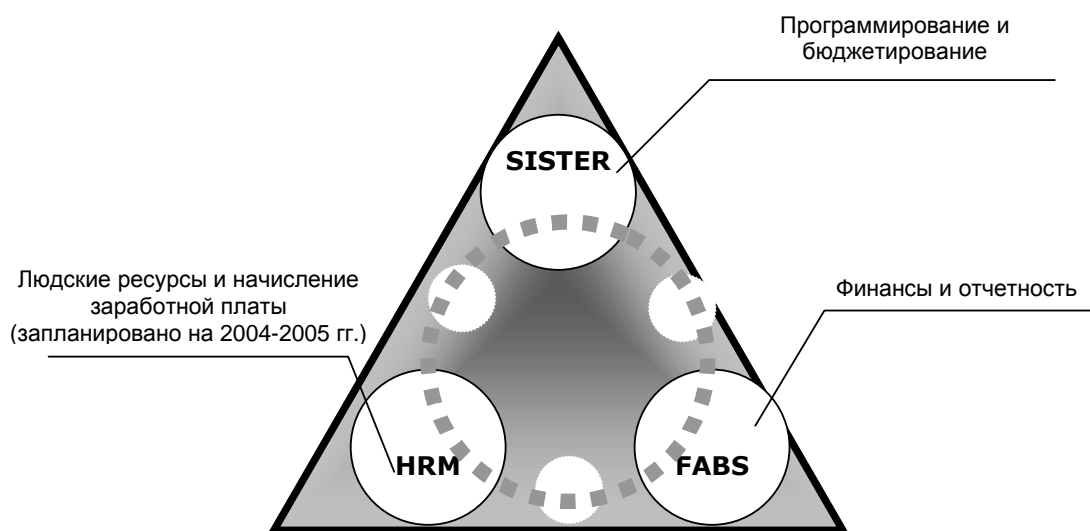 Программирование и
бюджетирование
SISTER
Людские ресурсы и начисление
заработной платы
(запланировано на 2004-2005 гг.)
Финансы и отчетность
HRM
FABS